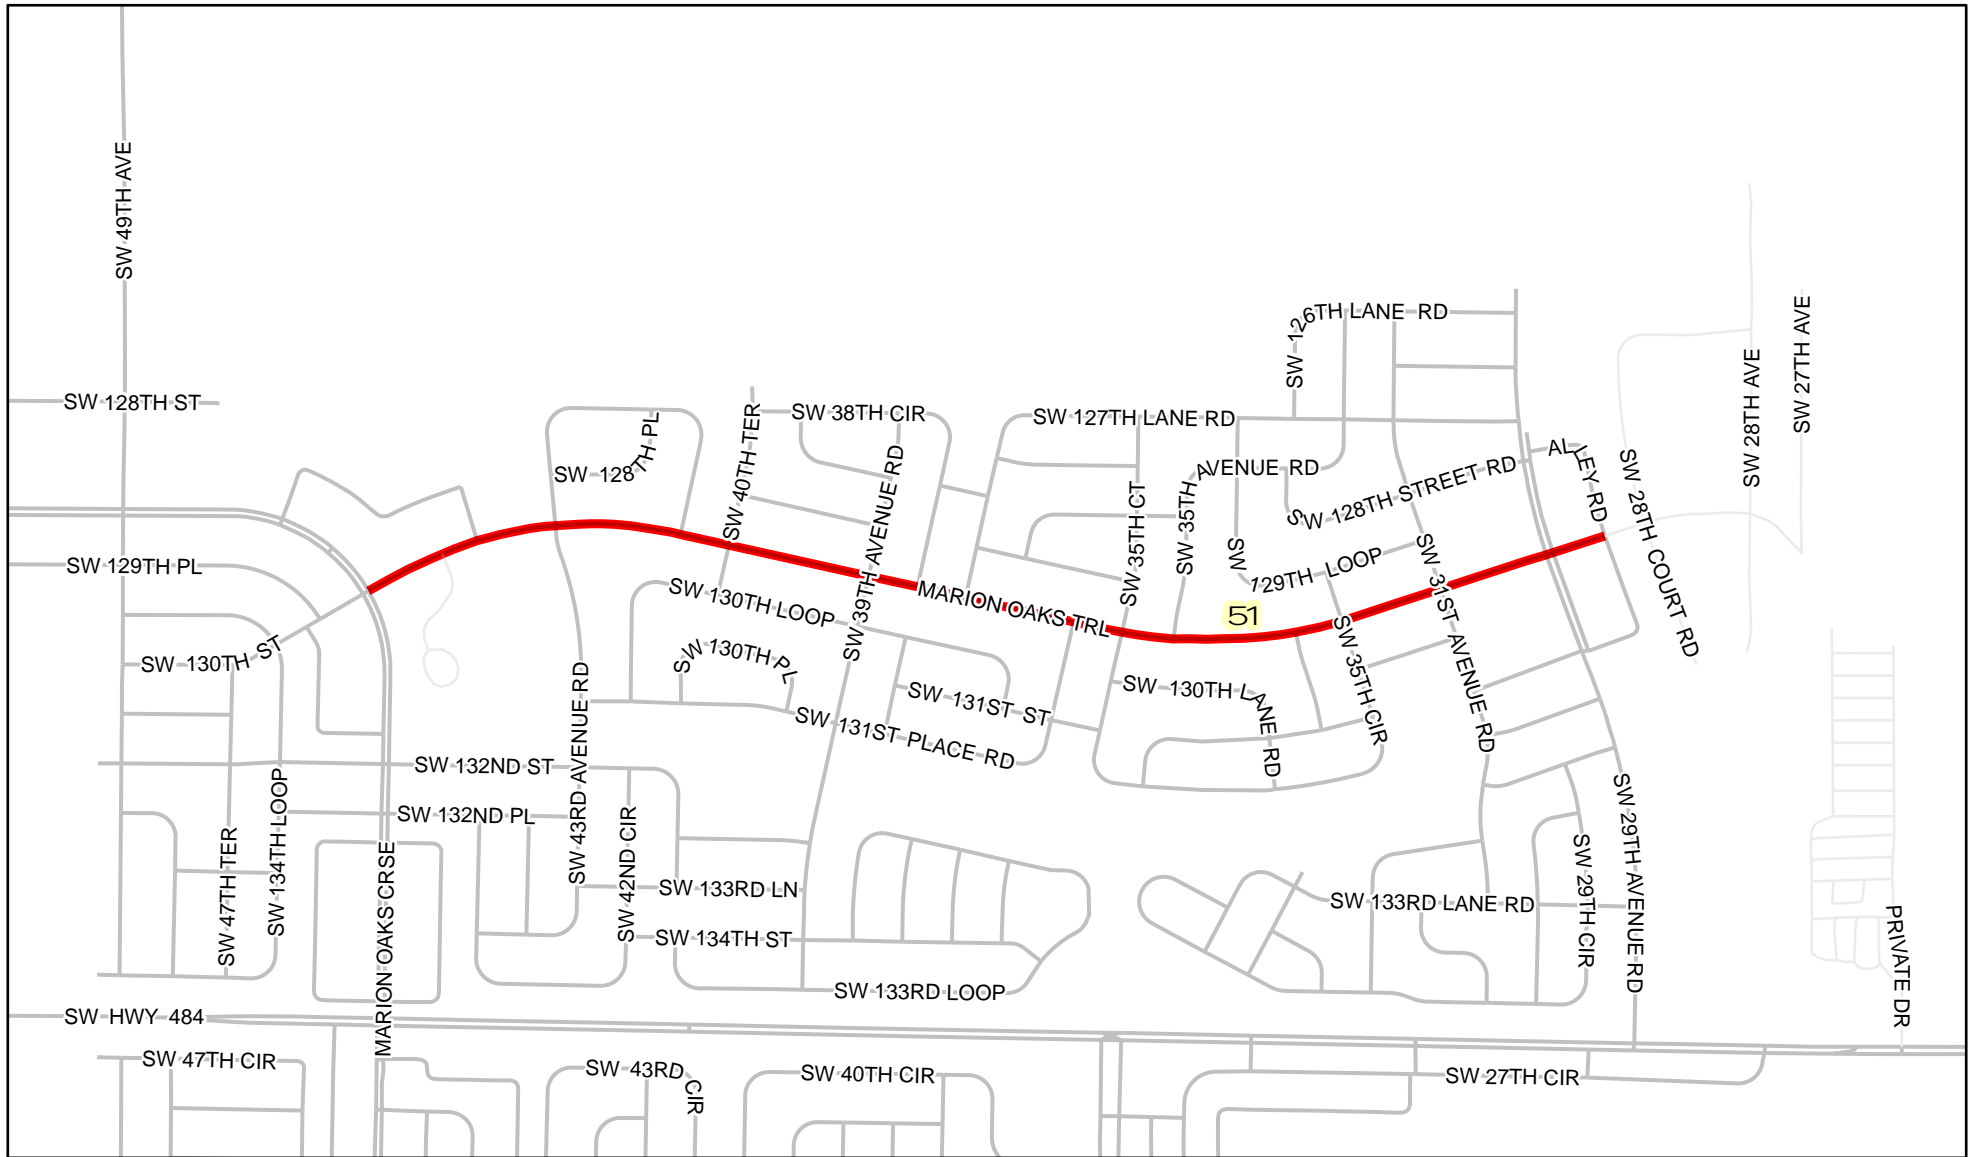 SW 49TH AVE
SW 128TH ST
SW 129TH PL
SW 130TH ST
SW 128TH PL
SW 40TH TER
SW 38TH CIR
SW 39TH AVENUE RD
SW 127TH LANE RD
SW 126TH LANE RD
SW 35TH AVENUE RD
SW 35TH CT
SW 128TH STREET RD
ALLEY RD
SW 28TH COURT RD
SW 28TH AVE
SW 27TH AVE
SW 129TH LOOP
SW 31ST AVENUE RD
MARION OAKS TRL
51
SW 130TH LOOP
SW 130TH PL
SW 131ST ST
SW 131ST PLACE RD
SW 130TH LANE RD
SW 35TH CIR
SW 43RD AVENUE RD
SW 132ND ST
SW 132ND PL
SW 42ND CIR
SW 47TH TER
SW 134TH LOOP
MARION OAKS CRSE
SW 133RD LN
SW 134TH ST
SW 133RD LOOP
SW 133RD LANE RD
SW 29TH CIR
SW 29TH AVENUE RD
PRIVATE DR
SW HWY 484
SW 47TH CIR
SW 43RD CIR
SW 40TH CIR
SW 27TH CIR